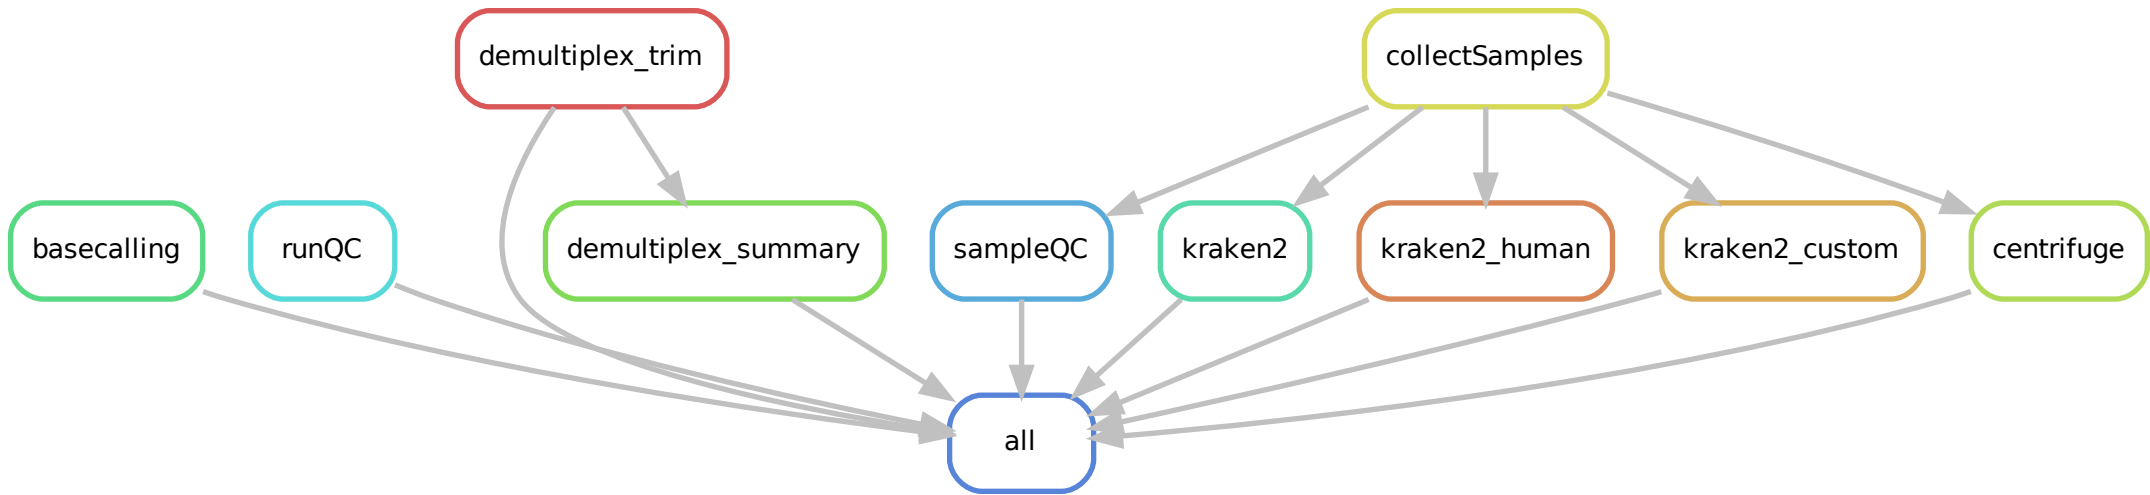 demultiplex_trim
collectSamples
basecalling
runQC
demultiplex_summary
sampleQC
kraken2
kraken2_human
kraken2_custom
centrifuge
all